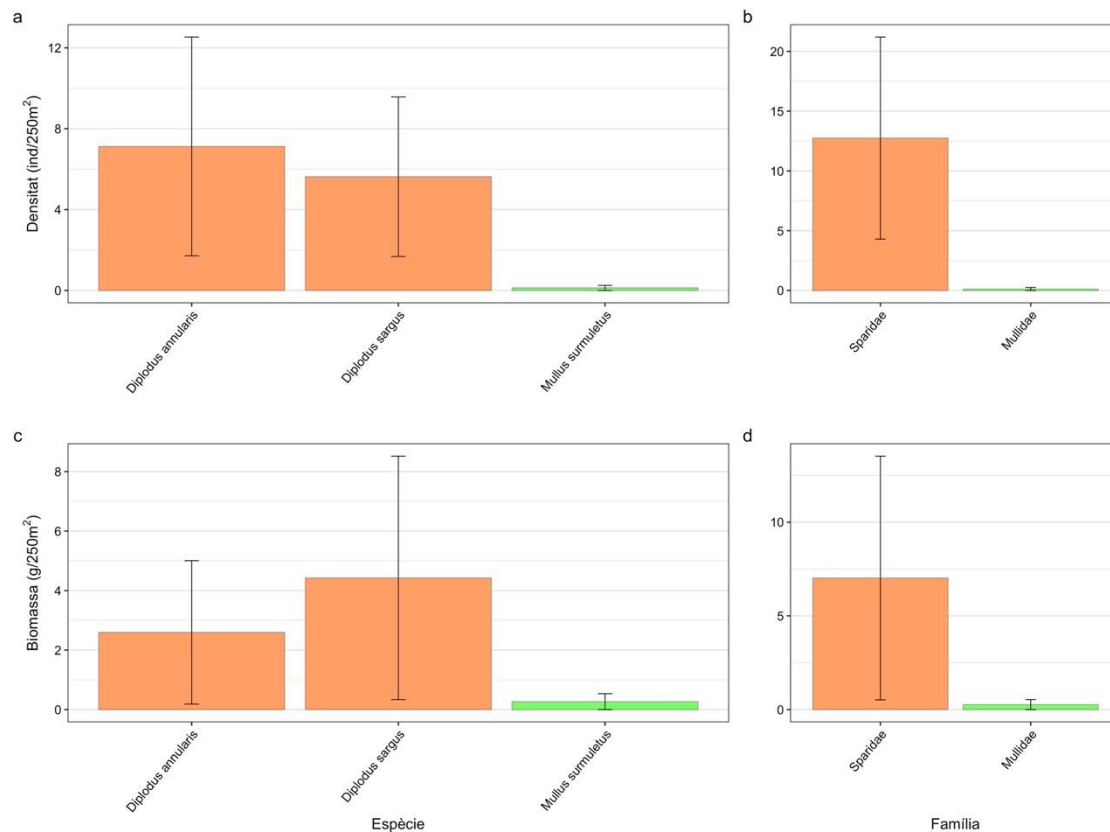 a
Densitat (ind/250m²)
12
8
4
0
Diplodus annularis
Diplodus sargus
Mullus surmuletus
b
20
15
10
5
0
Sparidae
Mullidae
c
Biomassa (g/250m²)
8
6
4
2
0
Diplodus annularis
Diplodus sargus
Mullus surmuletus
Espècie
d
10
5
0
Sparidae
Mullidae
Família